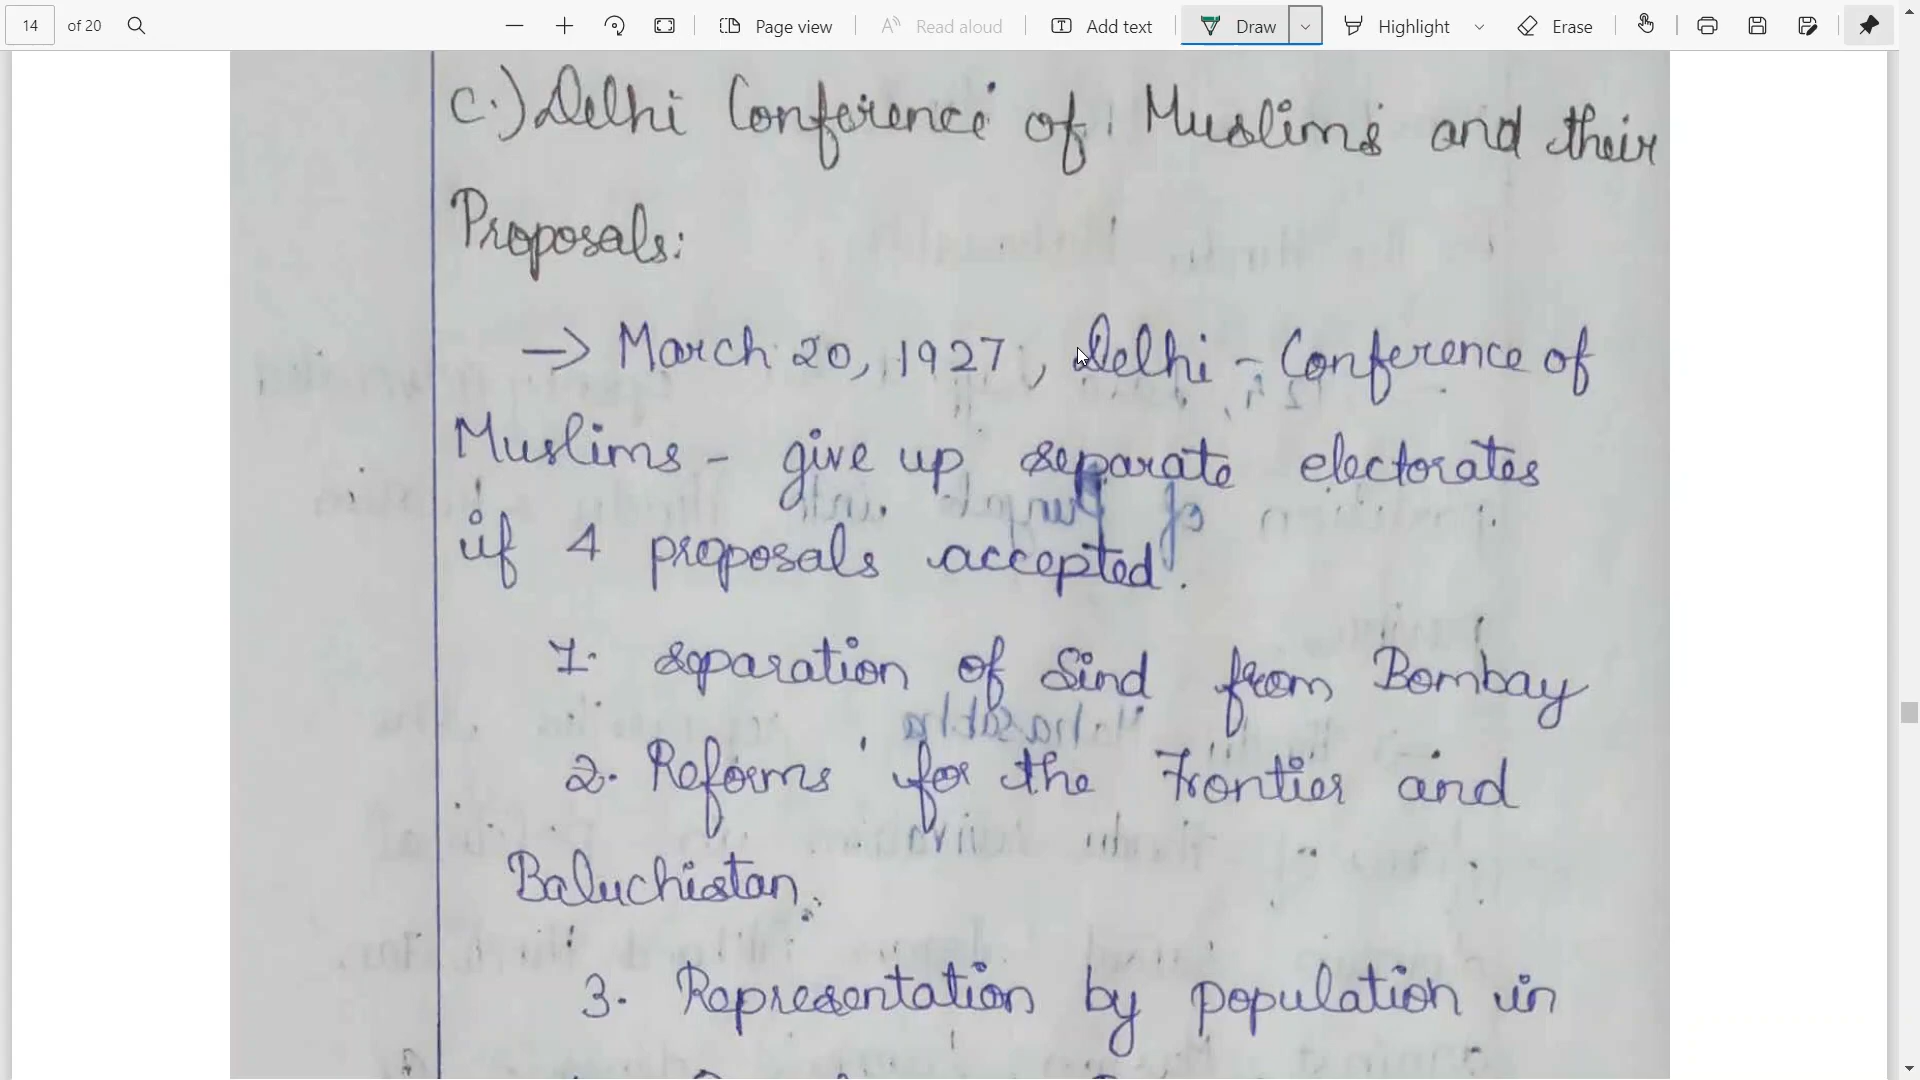 14 of 20 Page view Read aloud Add text Draw Highlight Erase
C.) Delhi Conference of Muslims and their
Proposals:
→ March 20, 1927, Delhi - Conference of
Muslims - give up separate electorates
if 4 proposals accepted.
1. separation of Sind from Bombay
2. Reforms for the Frontier and
Baluchistan.
3. Representation by population in